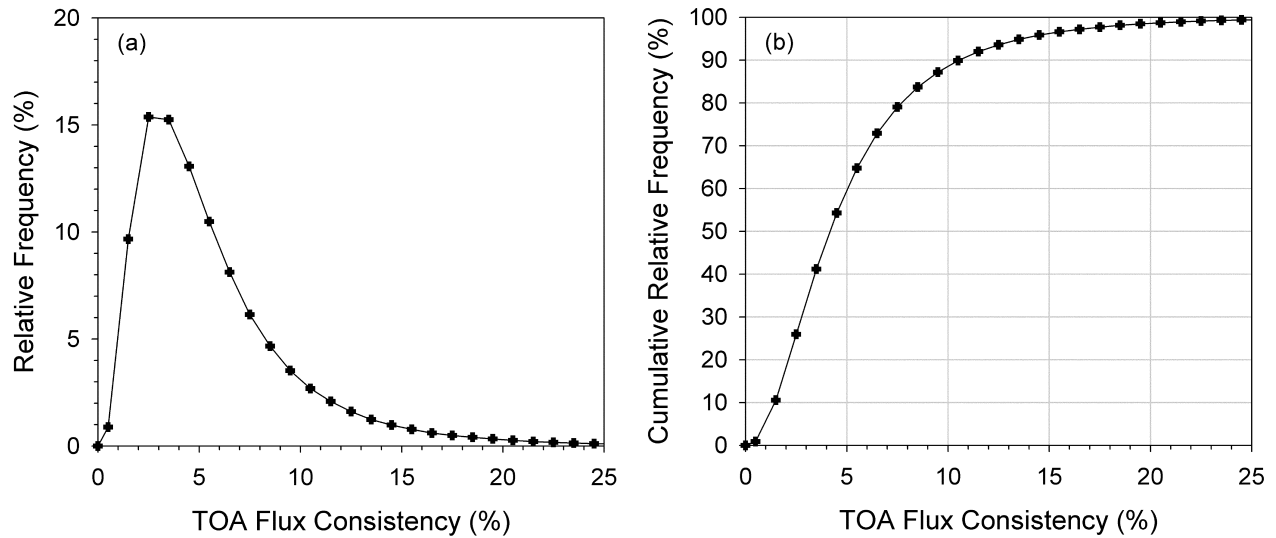 (a)
Relative Frequency (%)
20
15
10
5
0
0 5 10 15 20 25
TOA Flux Consistency (%)
(b)
Cumulative Relative Frequency (%)
100
90
80
70
60
50
40
30
20
10
0
0 5 10 15 20 25
TOA Flux Consistency (%)